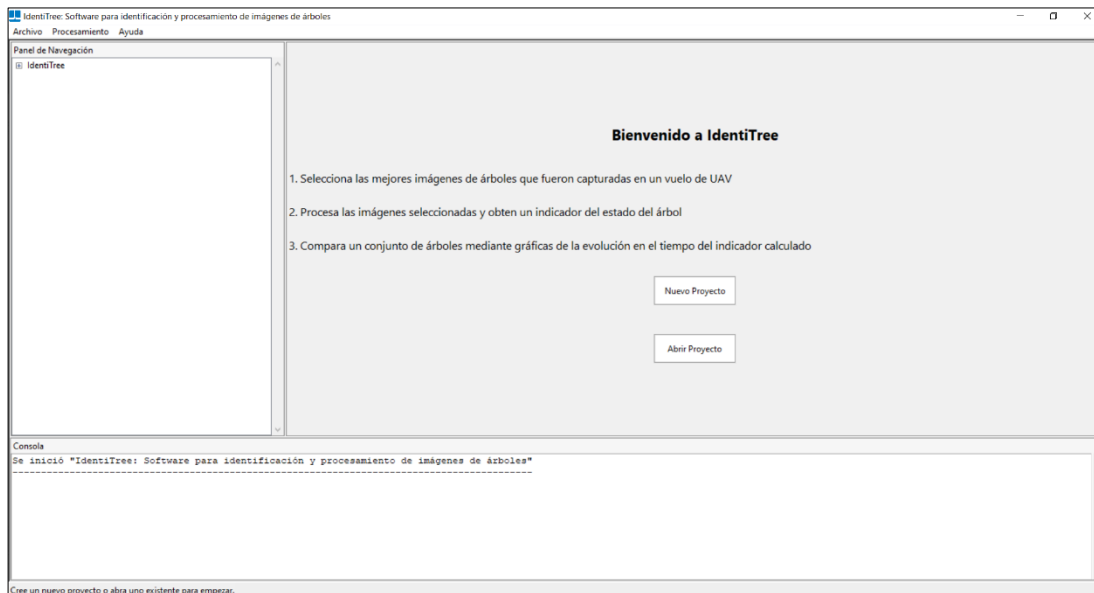 IdentiTree: Software para identificación y procesamiento de imágenes de árboles
Archivo Procesamiento Ayuda
Panel de Navegación
IdentiTree
Bienvenido a IdentiTree
1. Selecciona las mejores imágenes de árboles que fueron capturadas en un vuelo de UAV
2. Procesa las imágenes seleccionadas y obten un indicador del estado del árbol
3. Compara un conjunto de árboles mediante gráficas de la evolución en el tiempo del indicador calculado
Nuevo Proyecto
Abrir Proyecto
Consola
Se inició "IdentiTree: Software para identificación y procesamiento de imágenes de árboles"
--------------------------------------------------------------------------------------------
Cree un nuevo proyecto o abra uno existente para empezar.